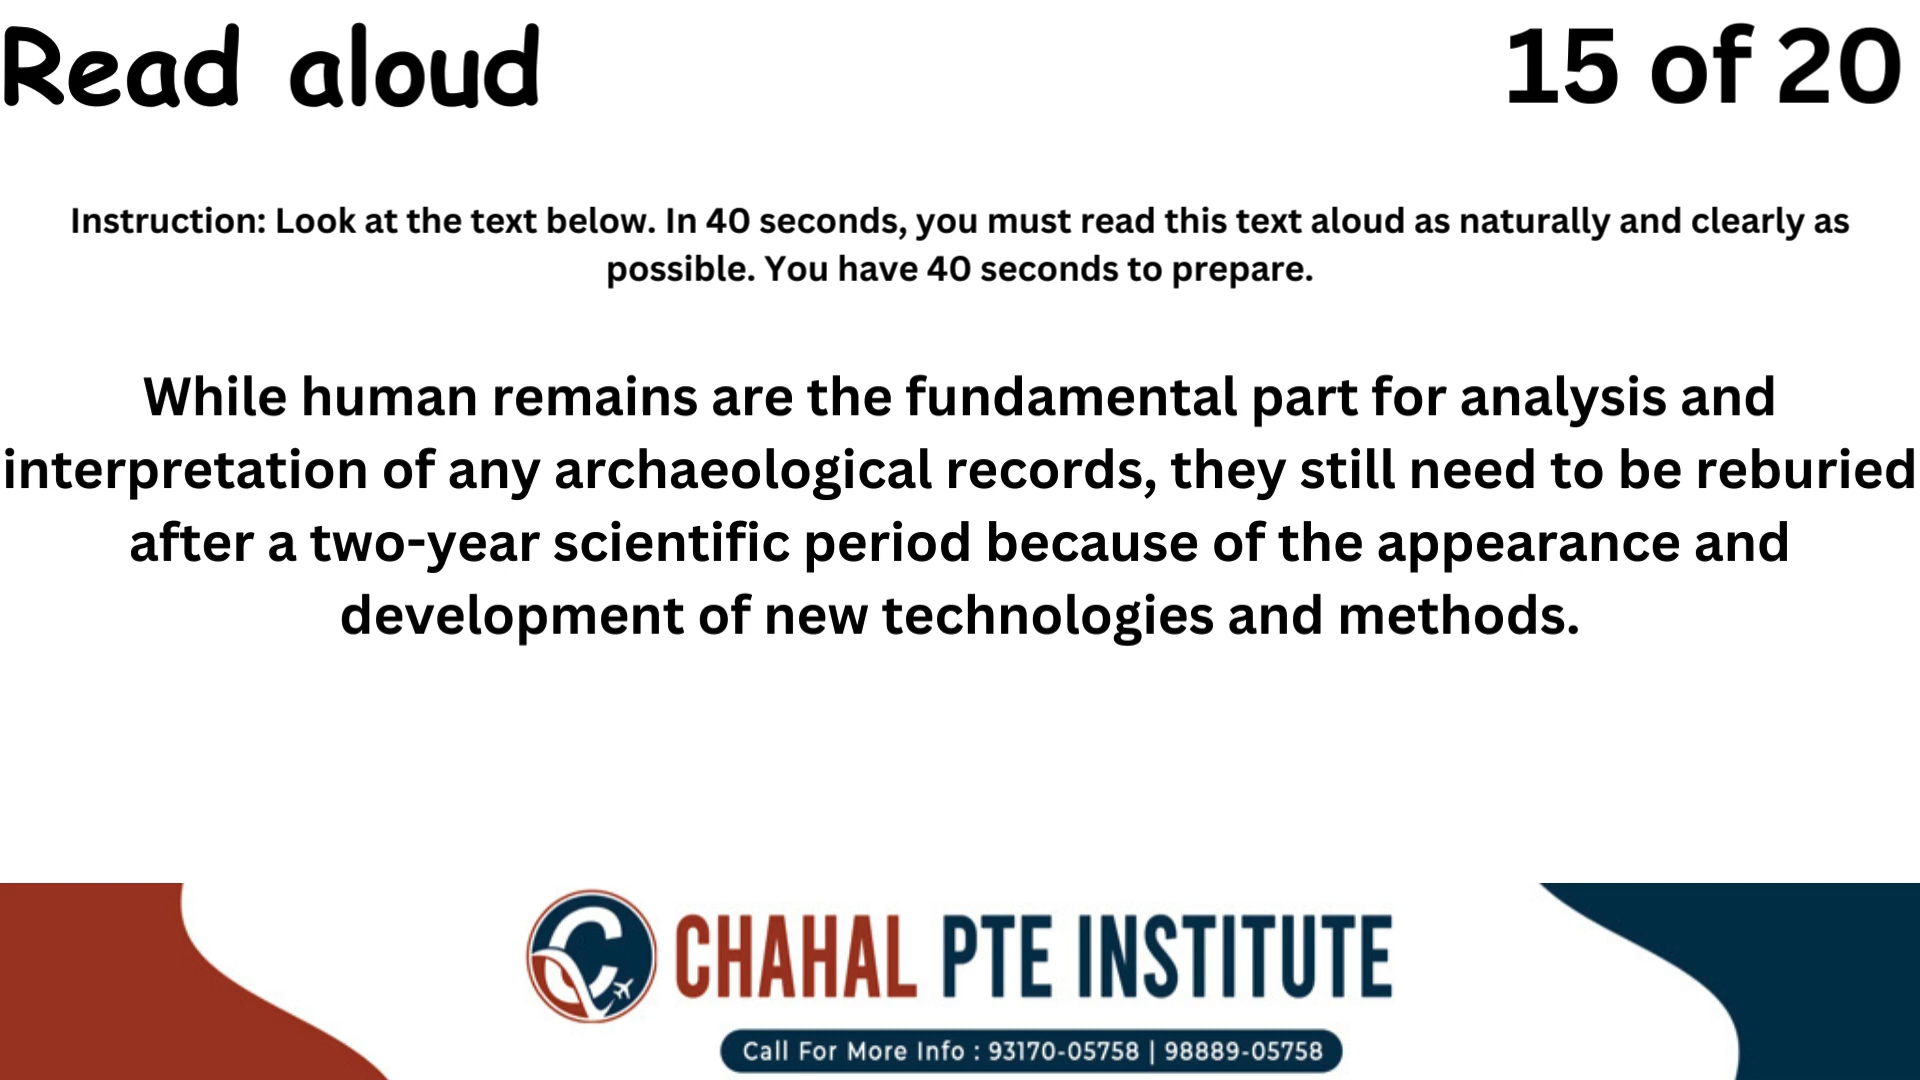 Read aloud
15 of 20
Instruction: Look at the text below. In 40 seconds, you must read this text aloud as naturally and clearly as
possible. You have 40 seconds to prepare.
While human remains are the fundamental part for analysis and
interpretation of any archaeological records, they still need to be reburied
after a two-year scientific period because of the appearance and
development of new technologies and methods.
CHAHAL PTE INSTITUTE
Call For More Info : 93170-05758 | 98889-05758